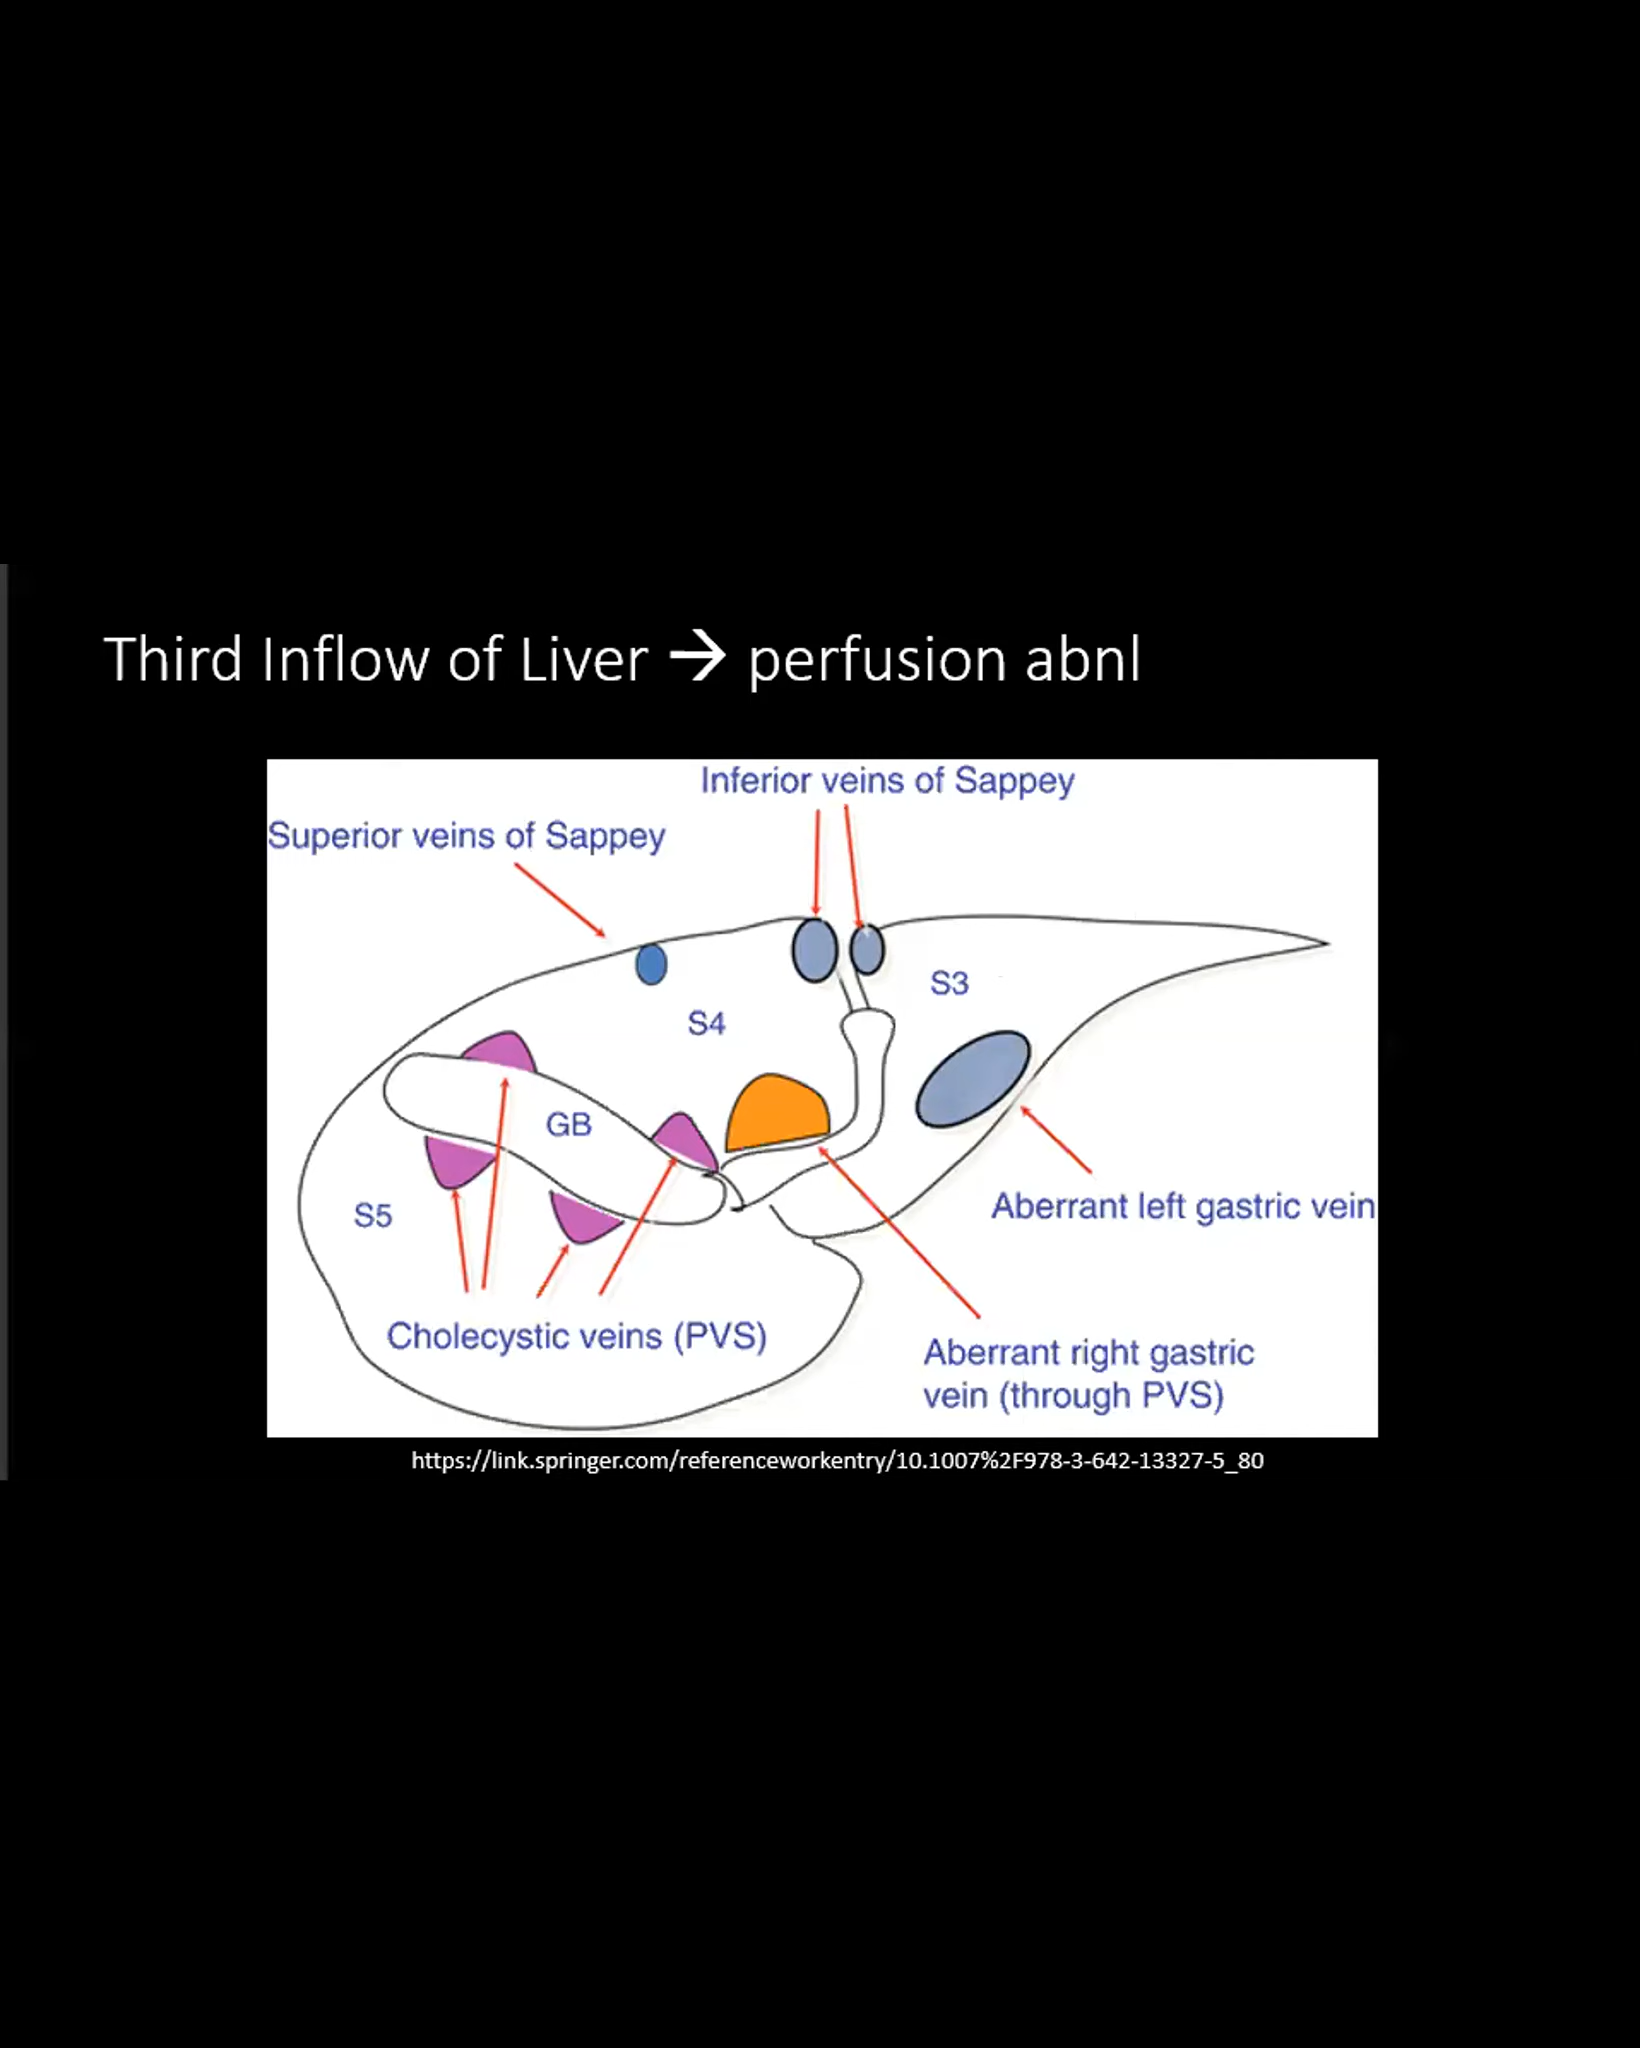 Third Inflow of Liver → perfusion abnl
Inferior veins of Sappey
Superior veins of Sappey
S3
S4
GB
S5
Aberrant left gastric vein
Cholecystic veins (PVS)
Aberrant right gastric
vein (through PVS)
https://link.springer.com/referenceworkentry/10.1007%2F978-3-642-13327-5_80